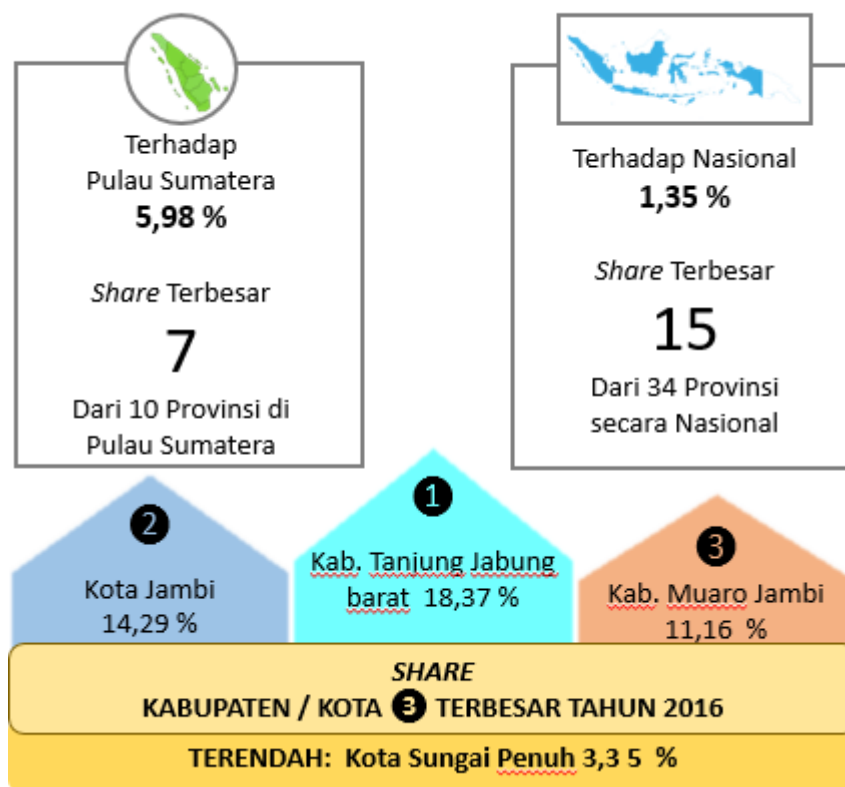 Terhadap
Pulau Sumatera
5,98 %
Share Terbesar
7
Dari 10 Provinsi di
Pulau Sumatera
Terhadap Nasional
1,35 %
Share Terbesar
15
Dari 34 Provinsi
secara Nasional
2
Kota Jambi
14,29 %
1
Kab. Tanjung Jabung
barat 18,37 %
3
Kab. Muaro Jambi
11,16 %
SHARE
KABUPATEN / KOTA 3 TERBESAR TAHUN 2016
TERENDAH: Kota Sungai Penuh 3,3 5 %